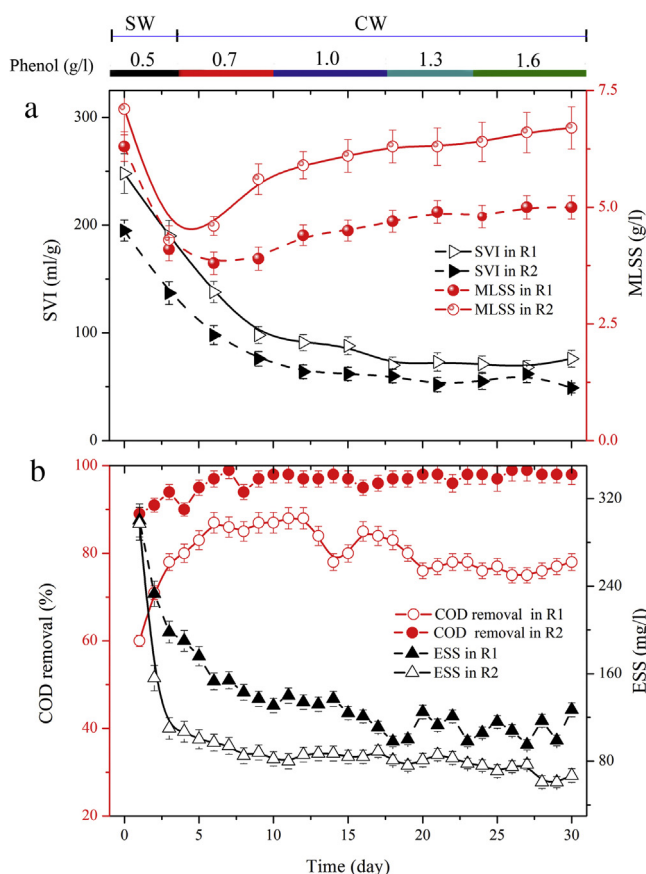 SW CW
Phenol (g/l) 0.5 0.7 1.0 1.3 1.6
a
300 7.5
200 5.0
100 2.5
0 0.0
SVI (ml/g)
MLSS (g/l)
SVI in R1
SVI in R2
MLSS in R1
MLSS in R2
b
100 320
80 240
60 160
40 80
20 0
COD removal (%)
ESS (mg/l)
COD removal in R1
COD removal in R2
ESS in R1
ESS in R2
0 5 10 15 20 25 30
Time (day)